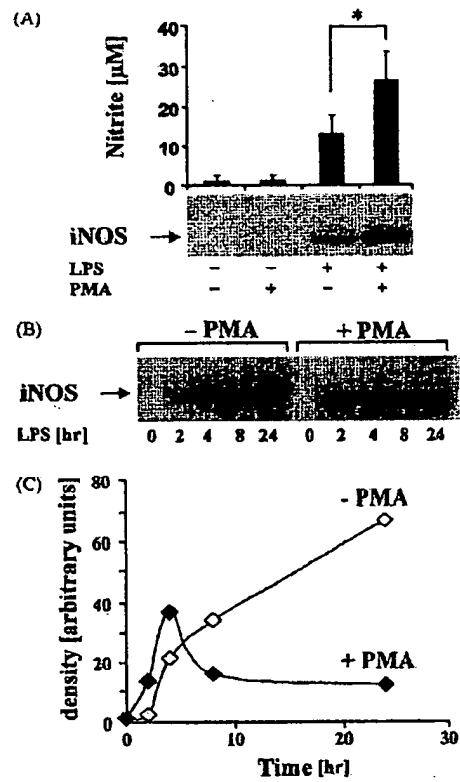 (A)
Nitrite [μM]
40
30
20
10
0
*
iNOS
LPS - - + +
PMA - + - +
(B)
- PMA + PMA
iNOS
LPS [hr] 0 2 4 8 24 0 2 4 8 24
(C)
density [arbitrary units]
80
60
40
20
0
- PMA
+ PMA
0 10 20 30
Time [hr]